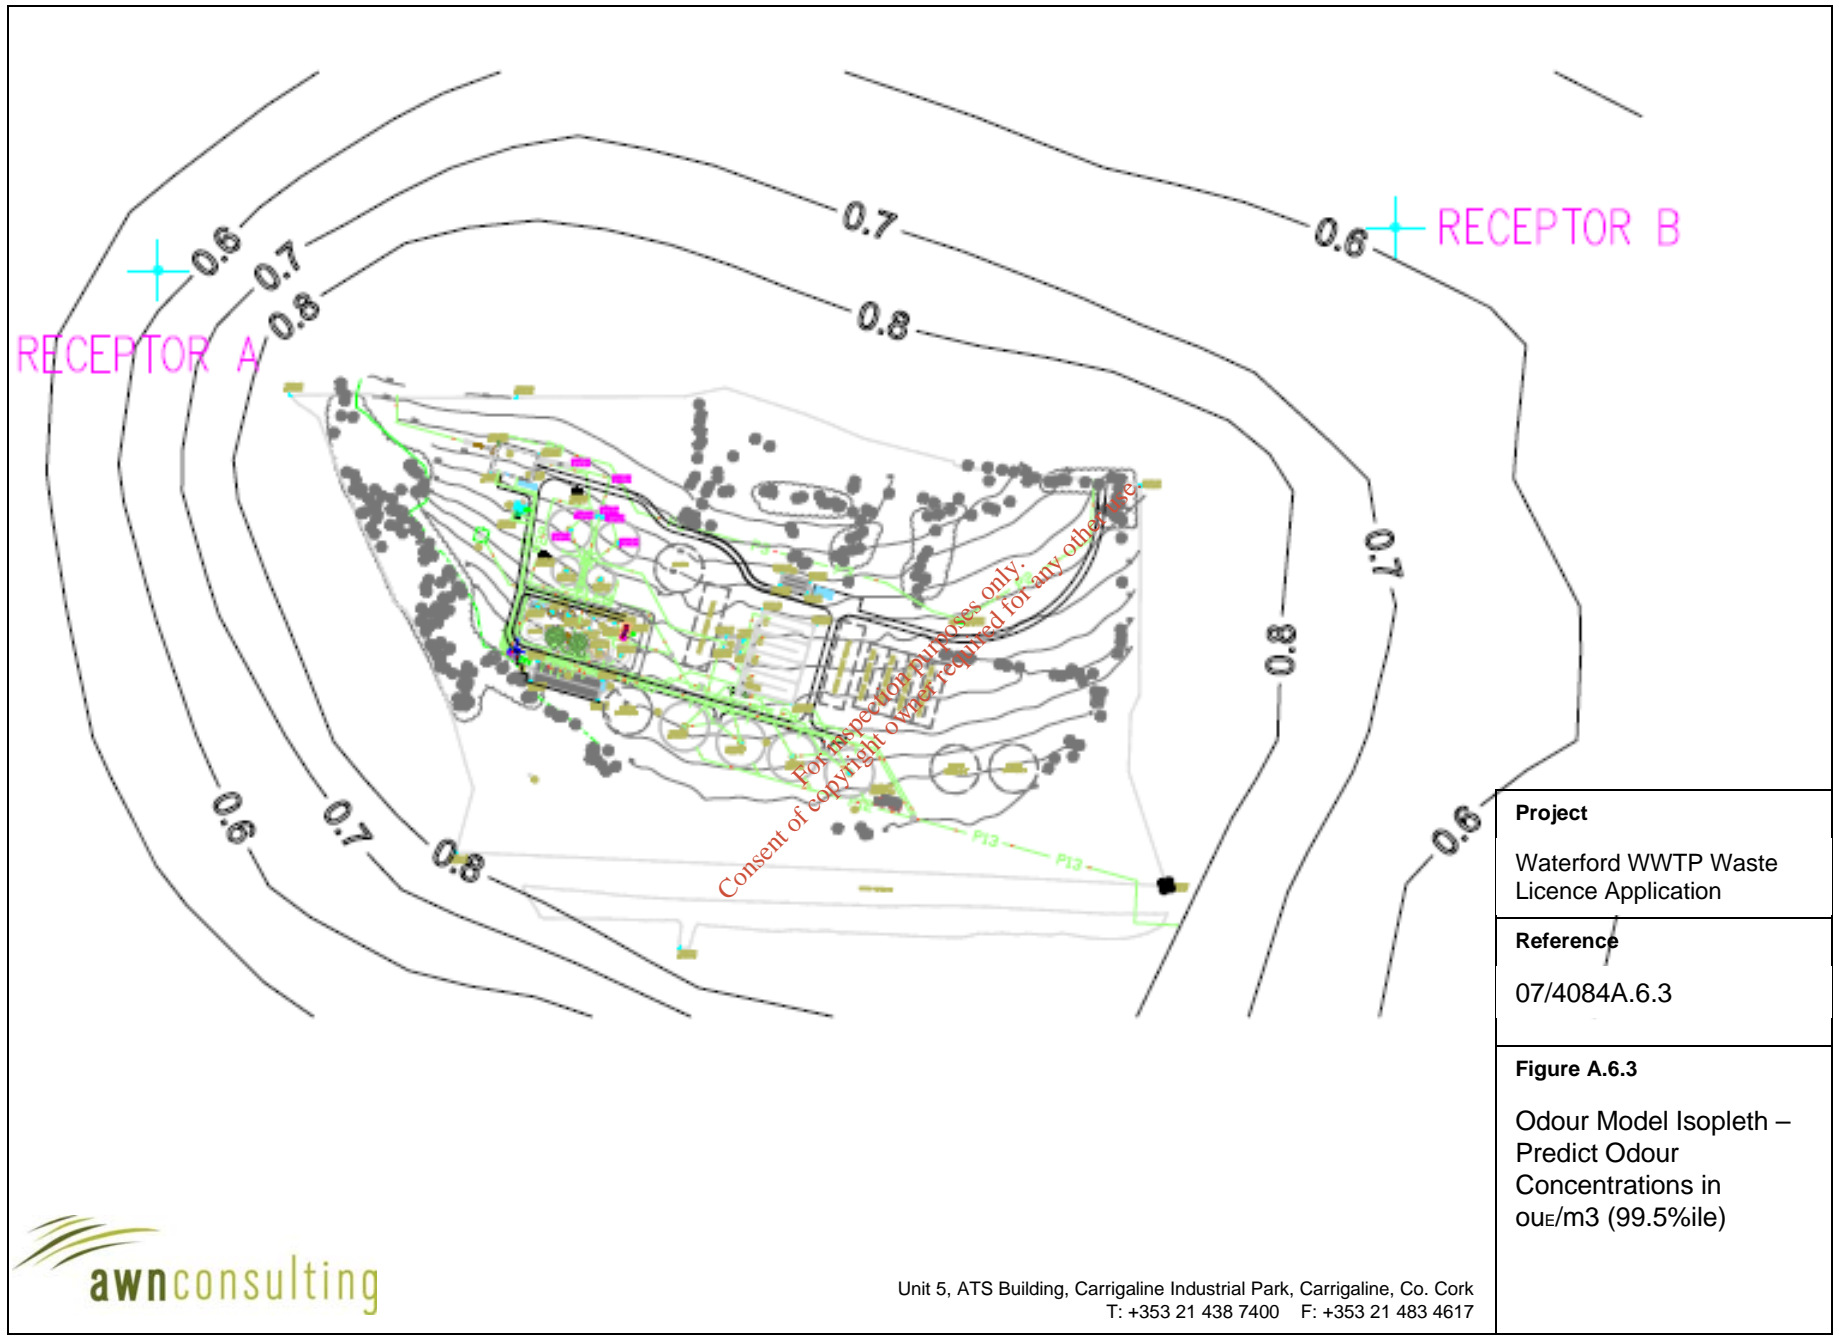 0.6
0.7
0.8
0.7
0.8
0.6
RECEPTOR B
RECEPTOR A
0.7
0.8
0.6
0.7
0.8
0.6
P13
P13
For inspection purposes only.
Consent of copyright owner required for any other use.
Project
Waterford WWTP Waste
Licence Application
Reference
07/4084A.6.3
Figure A.6.3
Odour Model Isopleth –
Predict Odour
Concentrations in
ouE/m3 (99.5%ile)
awnconsulting
Unit 5, ATS Building, Carrigaline Industrial Park, Carrigaline, Co. Cork
T: +353 21 438 7400 F: +353 21 483 4617